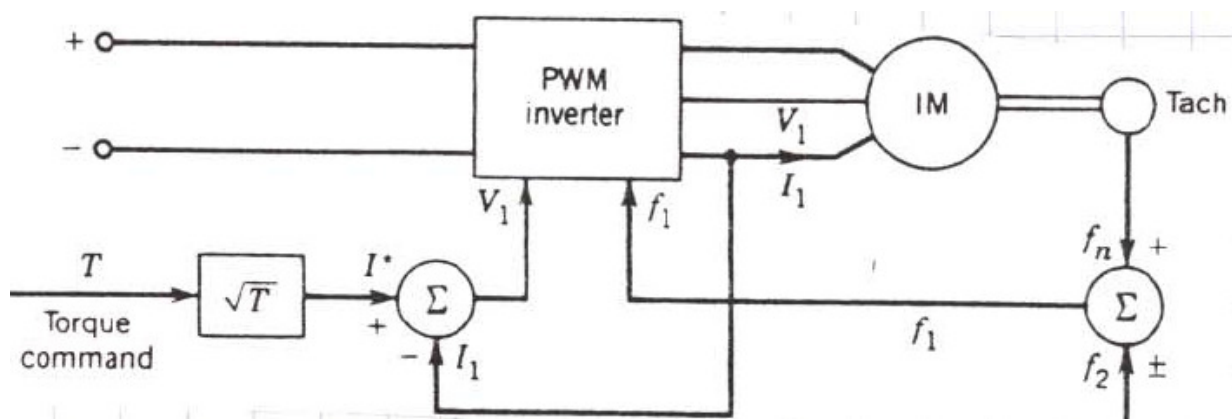 +
PWM
inverter
IM
Tach
−
V₁
I₁
V₁
f₁
fₙ
+
T
√T
I*
Σ
+
Torque
command
− I₁
f₁
Σ
f₂
±